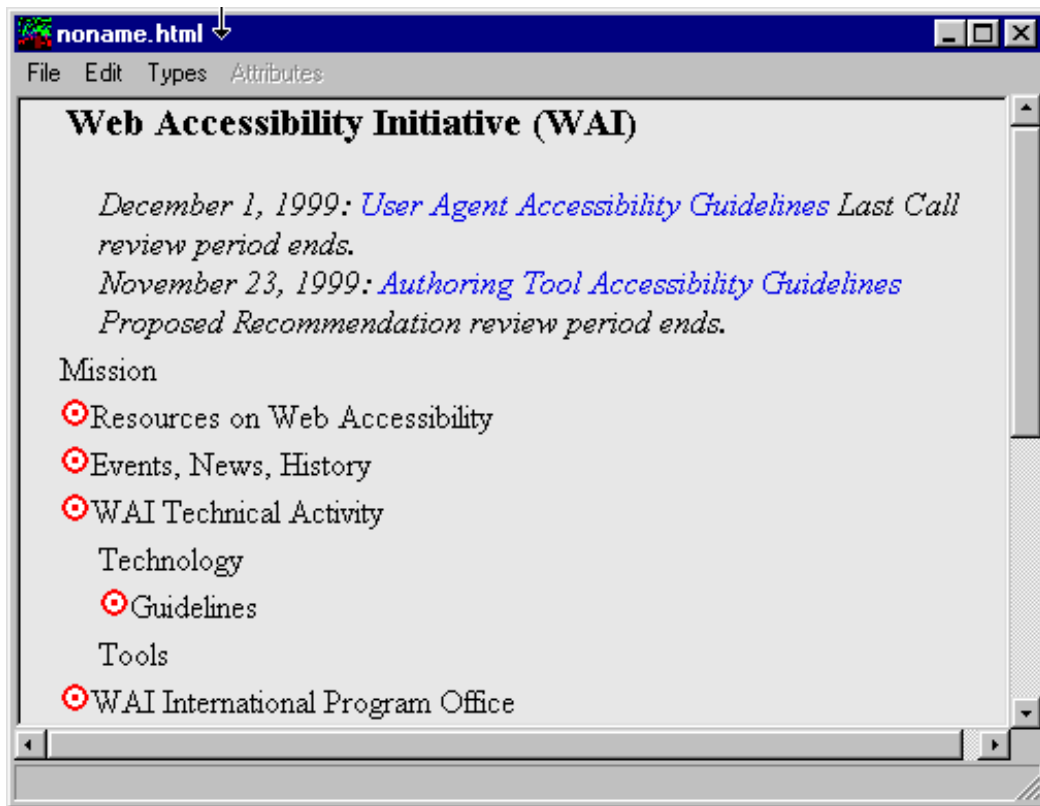 noname.html
File Edit Types Attributes
Web Accessibility Initiative (WAI)
December 1, 1999: User Agent Accessibility Guidelines Last Call
review period ends.
November 23, 1999: Authoring Tool Accessibility Guidelines
Proposed Recommendation review period ends.
Mission
Resources on Web Accessibility
Events, News, History
WAI Technical Activity
Technology
Guidelines
Tools
WAI International Program Office